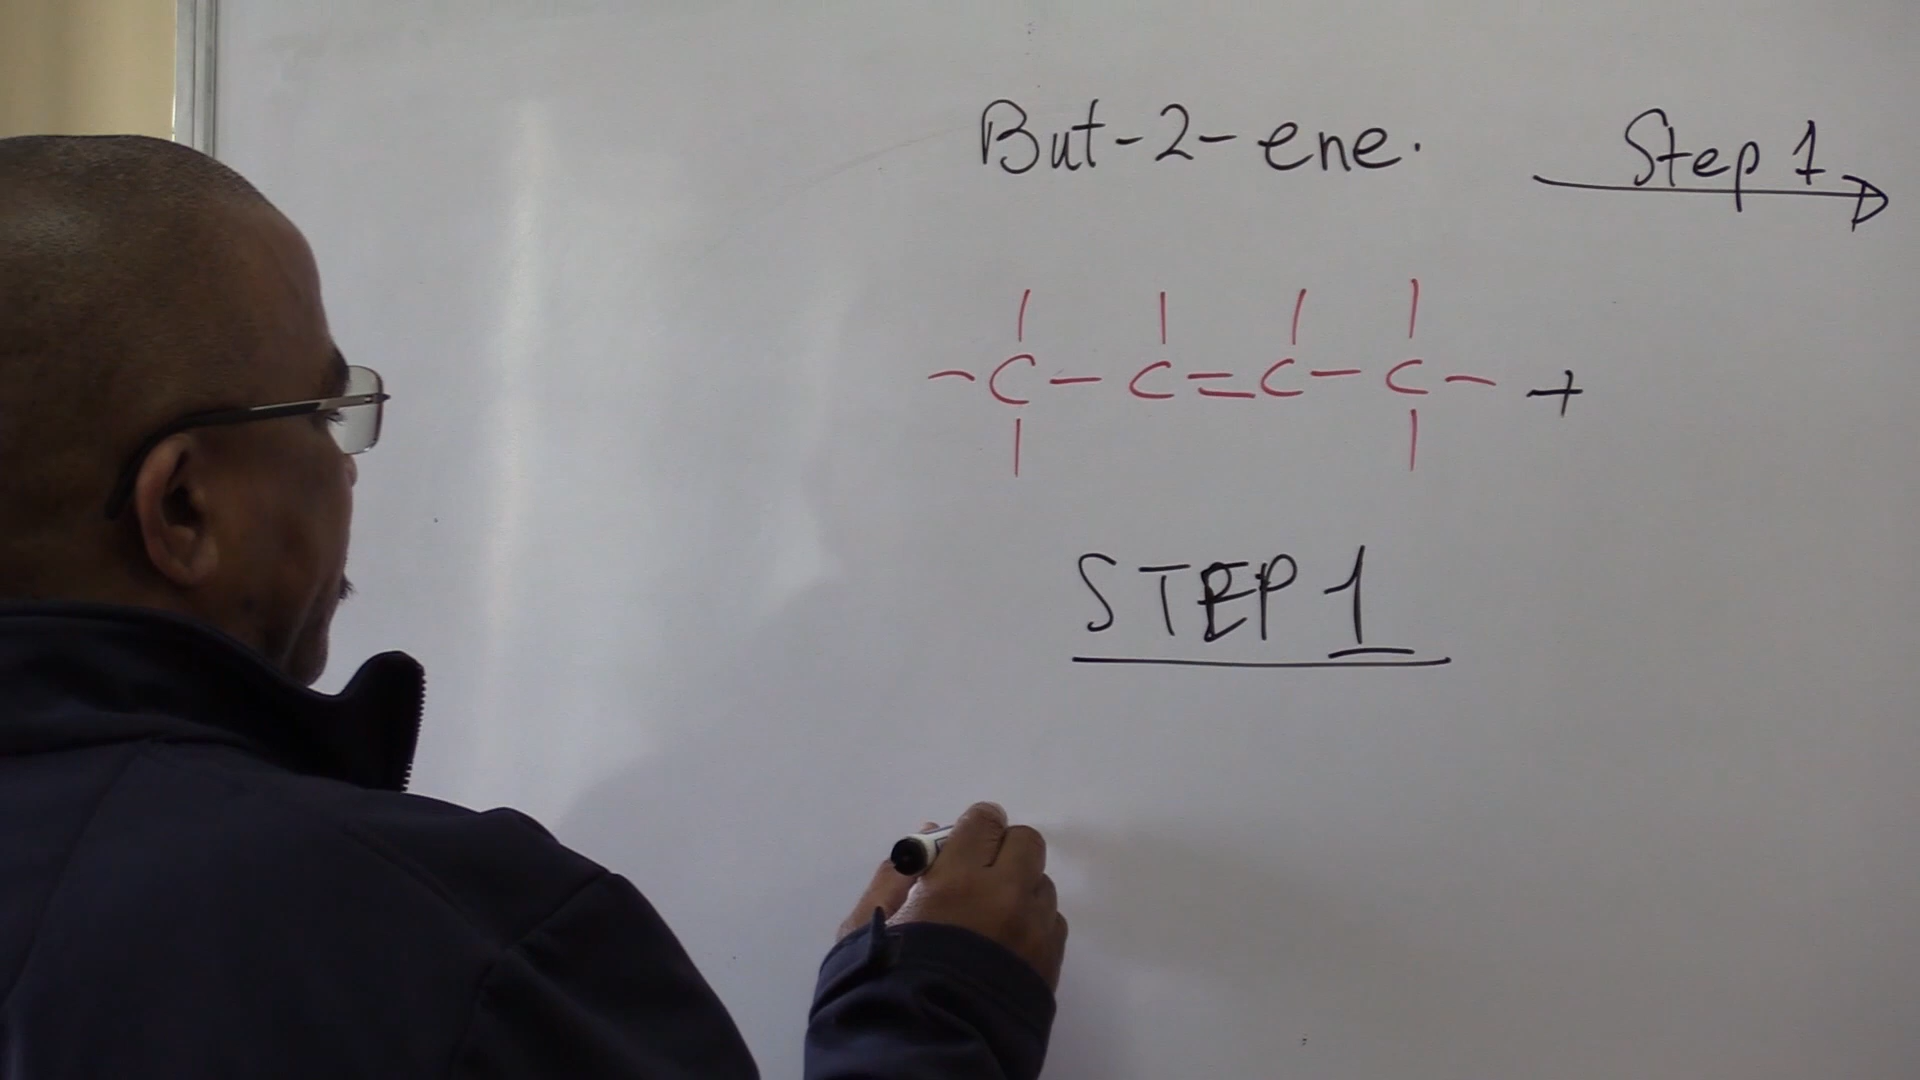 But-2-ene.
Step 1
C - C = C - C - +
STEP 1